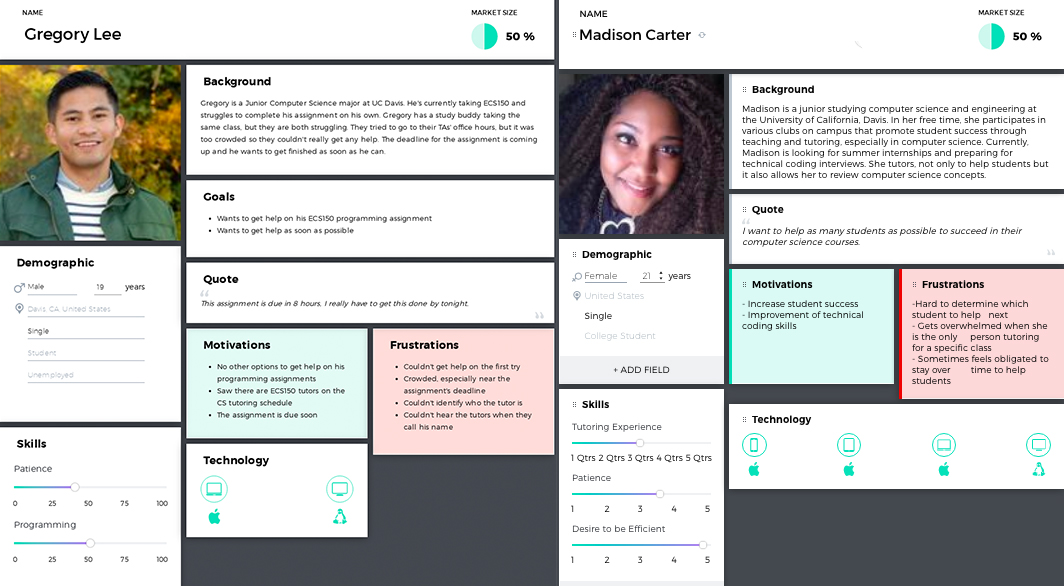 NAME
Gregory Lee
MARKET SIZE
50 %
Background
Gregory is a Junior Computer Science major at UC Davis. He's currently taking ECS150 and
struggles to complete his assignment on his own. Gregory has a study buddy taking the
same class, but they are both struggling. They tried to go to their TAs' office hours, but it was
too crowded so they couldn't really get any help. The deadline for the assignment is coming
up and he wants to get finished as soon as he can.
Goals
• Wants to get help on his ECS150 programming assignment
• Wants to get help as soon as possible
Demographic
Male 19 years
Davis, CA, United States
Single
Student
Unemployed
Quote
“
This assignment is due in 8 hours, I really have to get this done by tonight.
”
Motivations
• No other options to get help on his
programming assignments
• Saw there are ECS150 tutors on the
CS tutoring schedule
• The assignment is due soon
Frustrations
• Couldn't get help on the first try
• Crowded, especially near the
assignment's deadline
• Couldn't identify who the tutor is
• Couldn't hear the tutors when they
call his name
Skills
Patience
0 25 50 75 100
Programming
0 25 50 75 100
Technology
NAME
Madison Carter
MARKET SIZE
50 %
Background
Madison is a junior studying computer science and engineering at
the University of California, Davis. In her free time, she participates in
various clubs on campus that promote student success through
teaching and tutoring, especially in computer science. Currently,
Madison is looking for summer internships and preparing for
technical coding interviews. She tutors, not only to help students but
it also allows her to review computer science concepts.
Quote
“
I want to help as many students as possible to succeed in their
computer science courses.
”
Demographic
Female 21 years
United States
Single
College Student
+ ADD FIELD
Motivations
- Increase student success
- Improvement of technical
coding skills
Frustrations
-Hard to determine which
student to help next
- Gets overwhelmed when she
is the only person tutoring
for a specific class
- Sometimes feels obligated to
stay over time to help
students
Skills
Tutoring Experience
1 Qtrs 2 Qtrs 3 Qtrs 4 Qtrs 5 Qtrs
Patience
1 2 3 4 5
Desire to be Efficient
1 2 3 4 5
Technology